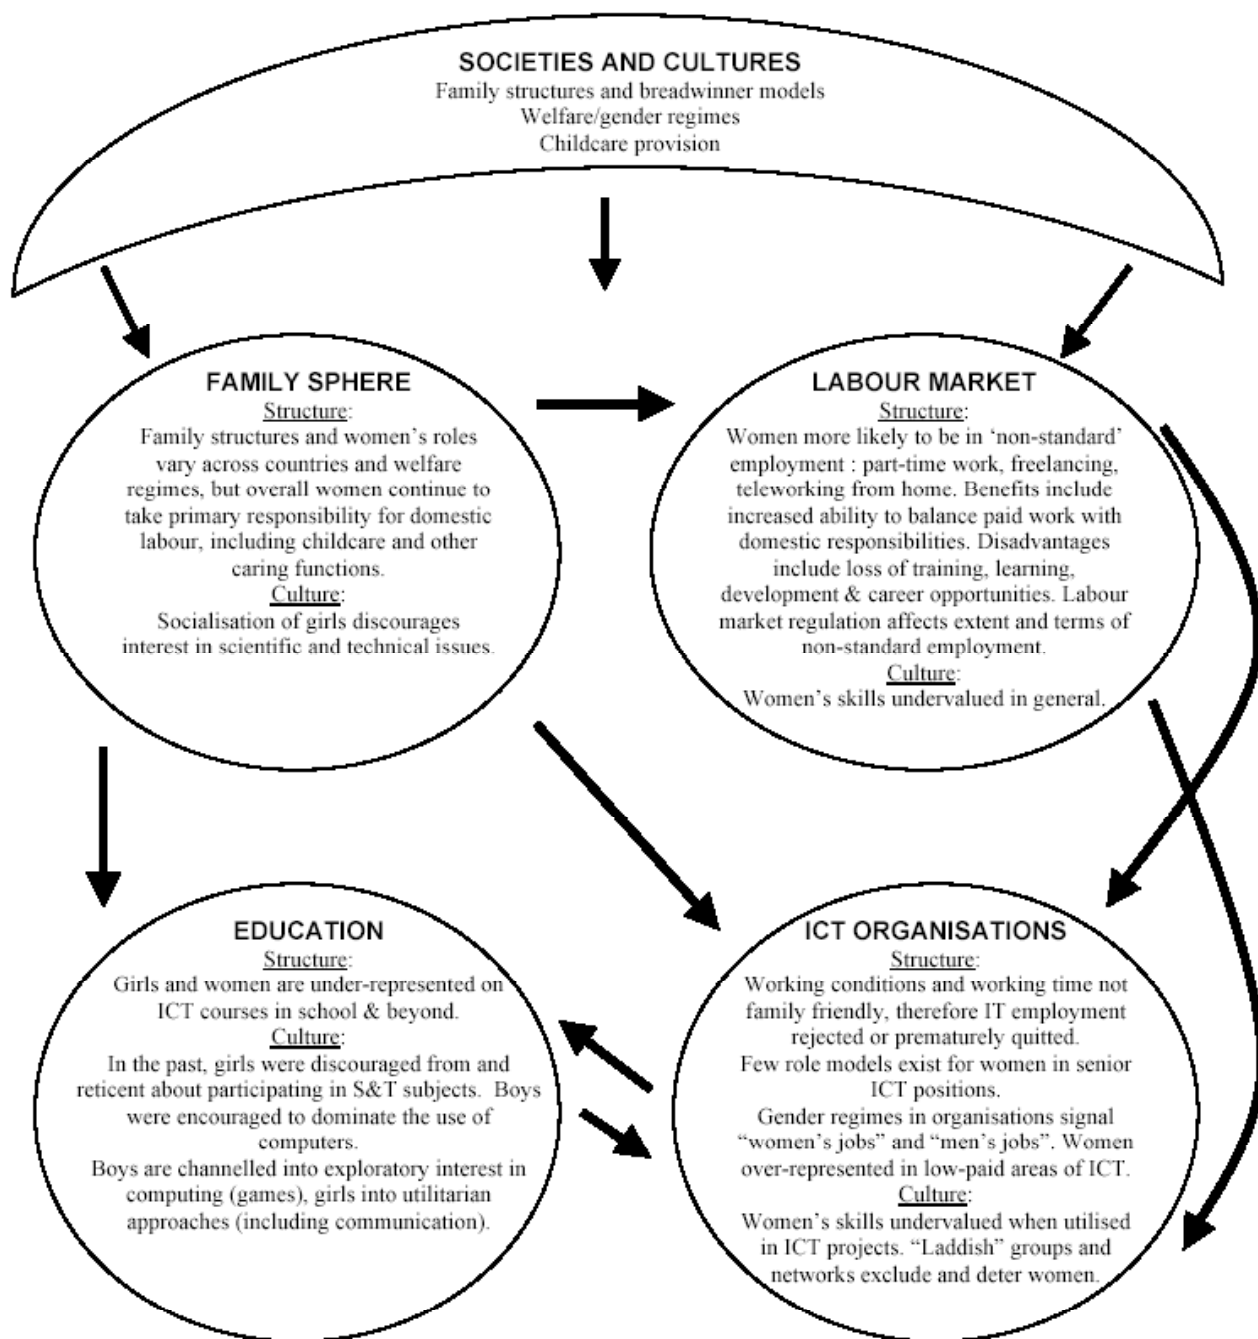 SOCIETIES AND CULTURES
Family structures and breadwinner models
Welfare/gender regimes
Childcare provision
FAMILY SPHERE
Structure:
Family structures and women's roles
vary across countries and welfare
regimes, but overall women continue to
take primary responsibility for domestic
labour, including childcare and other
caring functions.
Culture:
Socialisation of girls discourages
interest in scientific and technical issues.
LABOUR MARKET
Structure:
Women more likely to be in ‘non-standard’
employment : part-time work, freelancing,
teleworking from home. Benefits include
increased ability to balance paid work with
domestic responsibilities. Disadvantages
include loss of training, learning,
development & career opportunities. Labour
market regulation affects extent and terms of
non-standard employment.
Culture:
Women's skills undervalued in general.
EDUCATION
Structure:
Girls and women are under-represented on
ICT courses in school & beyond.
Culture:
In the past, girls were discouraged from and
reticent about participating in S&T subjects. Boys
were encouraged to dominate the use of
computers.
Boys are channelled into exploratory interest in
computing (games), girls into utilitarian
approaches (including communication).
ICT ORGANISATIONS
Structure:
Working conditions and working time not
family friendly, therefore IT employment
rejected or prematurely quitted.
Few role models exist for women in senior
ICT positions.
Gender regimes in organisations signal
“women's jobs” and “men's jobs”. Women
over-represented in low-paid areas of ICT.
Culture:
Women's skills undervalued when utilised
in ICT projects. “Laddish” groups and
networks exclude and deter women.